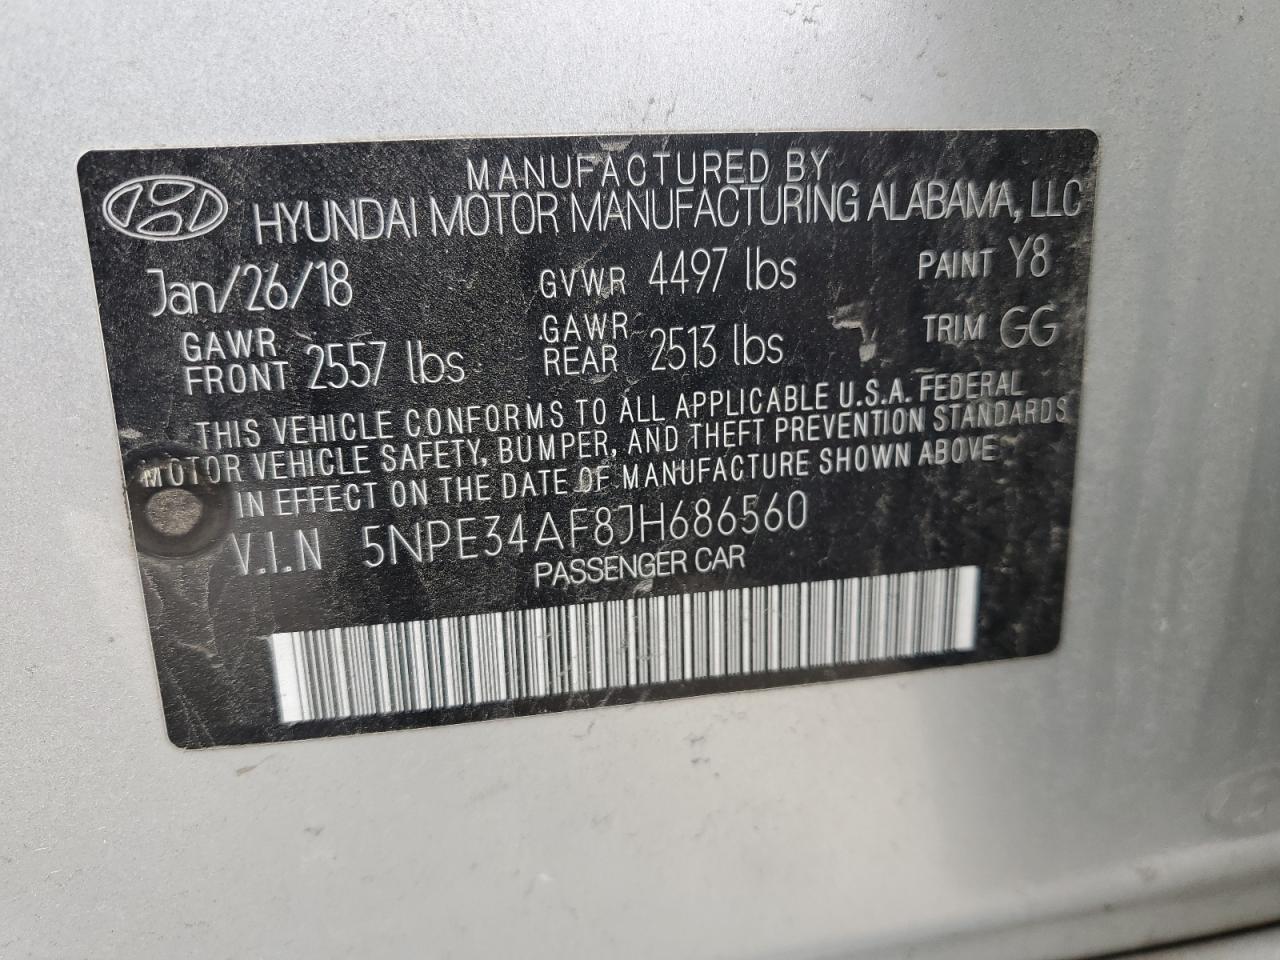 MANUFACTURED BY
HYUNDAI MOTOR MANUFACTURING ALABAMA, LLC
Jan/26/18 GVWR 4497 lbs PAINT Y8
GAWR FRONT 2557 lbs GAWR REAR 2513 lbs TRIM GG
THIS VEHICLE CONFORMS TO ALL APPLICABLE U.S.A. FEDERAL
MOTOR VEHICLE SAFETY, BUMPER, AND THEFT PREVENTION STANDARDS
IN EFFECT ON THE DATE OF MANUFACTURE SHOWN ABOVE
V.I.N 5NPE34AF8JH686560
PASSENGER CAR